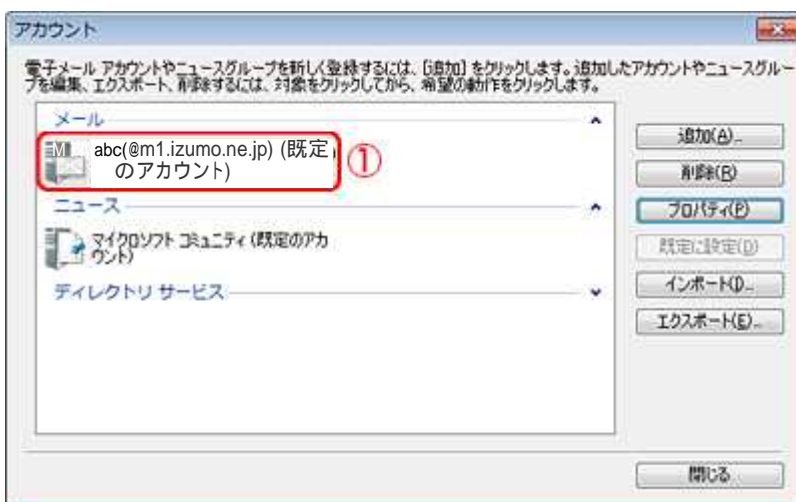 アカウント
電子メール アカウントやニュースグループを新しく登録するには、[追加] をクリックします。追加したアカウントやニュースグルー
プを編集、エクスポート、削除するには、対象をクリックしてから、希望の動作をクリックします。
メール
abc(@m1.izumo.ne.jp) (既定
のアカウント)
①
ニュース
マイクロソフト コミュニティ (既定のアカ
ウント)
ディレクトリ サービス
追加(A)...
削除(R)
プロパティ(P)
既定に設定(D)
インポート(I)...
エクスポート(E)...
閉じる